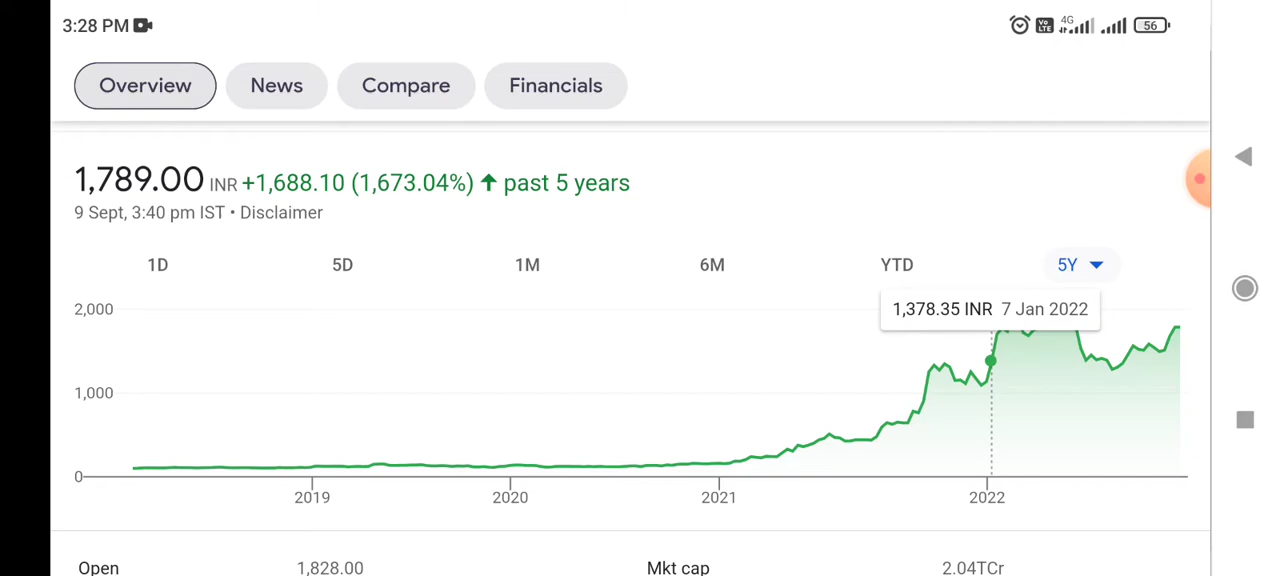 3:28 PM
Vo LTE 4G 56
Overview News Compare Financials
1,789.00 INR +1,688.10 (1,673.04%) ↑ past 5 years
9 Sept, 3:40 pm IST • Disclaimer
1D 5D 1M 6M YTD 5Y
1,378.35 INR 7 Jan 2022
2,000
1,000
0
2019 2020 2021 2022
Open 1,828.00 Mkt cap 2.04TCr